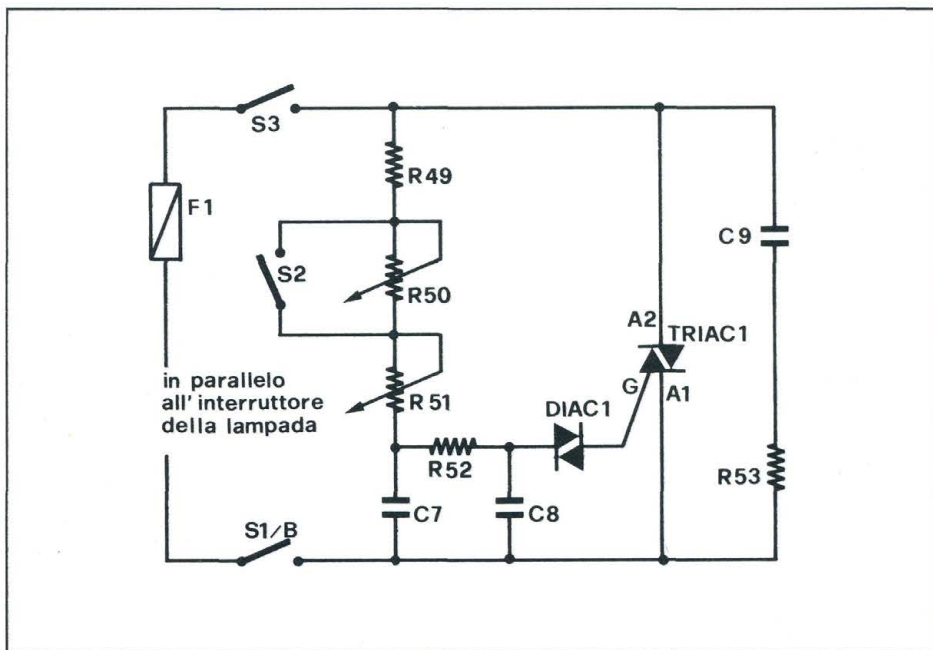 S3
R49
F1
C9
S2
R50
A2
TRIAC1
in parallelo
all'interruttore
della lampada
R51
G
A1
DIAC1
R52
R53
C7
C8
S1/B